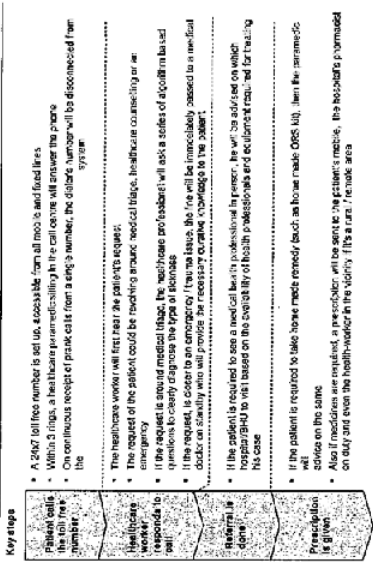 Key steps
Patient calls
the toll free
number
• A 24x7 toll free number is set up, accessible from all mobile and fixed lines
• Within 3 rings, a healthcare paramedic sitting in the call centre will answer the phone
• On continuous receipt of prank calls from a single number, the dialer's number will be disconnected from
the system
Healthcare
worker
responds to
call
• The healthcare worker will first hear the patient's request
• The request of the patient could be revolving around medical triage, healthcare counseling or an
emergency
• If the request is around medical triage, the healthcare professional will ask a series of algorithm based
questions to clearly diagnose the type of sickness
• If the request, is closer to an emergency / trauma issue, the line will be immediately passed to a medical
doctor on standby who will provide the necessary curative knowledge to the patient
Referral is
done
• If the patient is required to see a medical health professional in person, he will be advised on which
hospital/BHU to visit based on the availability of health professionals and equipment required for treating
his case
Prescription
is given
• If the patient is required to take home made remedy (such as home made ORS kit), then the paramedic
will
advice on the same
• Also if medicines are required, a prescription will be sent to the patient's mobile, the hospital's pharmacist
on duty and even the health-worker in the vicinity if it's a rural / remote area